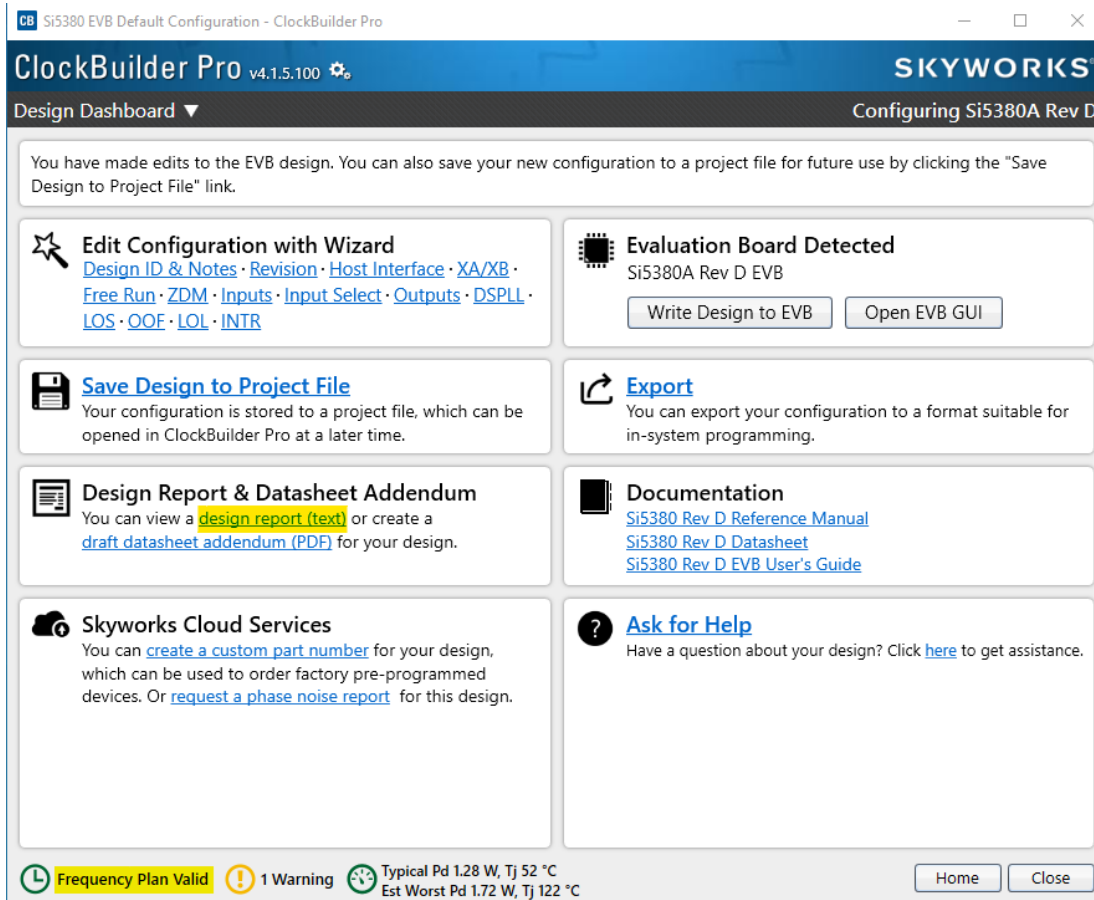 CB Si5380 EVB Default Configuration - ClockBuilder Pro
ClockBuilder Pro v4.1.5.100
SKYWORKS
Design Dashboard ▼
Configuring Si5380A Rev D
You have made edits to the EVB design. You can also save your new configuration to a project file for future use by clicking the "Save
Design to Project File" link.
Edit Configuration with Wizard
Design ID & Notes · Revision · Host Interface · XA/XB ·
Free Run · ZDM · Inputs · Input Select · Outputs · DSPLL ·
LOS · OOF · LOL · INTR
Evaluation Board Detected
Si5380A Rev D EVB
Write Design to EVB
Open EVB GUI
Save Design to Project File
Your configuration is stored to a project file, which can be
opened in ClockBuilder Pro at a later time.
Export
You can export your configuration to a format suitable for
in-system programming.
Design Report & Datasheet Addendum
You can view a design report (text) or create a
draft datasheet addendum (PDF) for your design.
Documentation
Si5380 Rev D Reference Manual
Si5380 Rev D Datasheet
Si5380 Rev D EVB User's Guide
Skyworks Cloud Services
You can create a custom part number for your design,
which can be used to order factory pre-programmed
devices. Or request a phase noise report for this design.
Ask for Help
Have a question about your design? Click here to get assistance.
Frequency Plan Valid
1 Warning
Typical Pd 1.28 W, Tj 52 °C
Est Worst Pd 1.72 W, Tj 122 °C
Home
Close